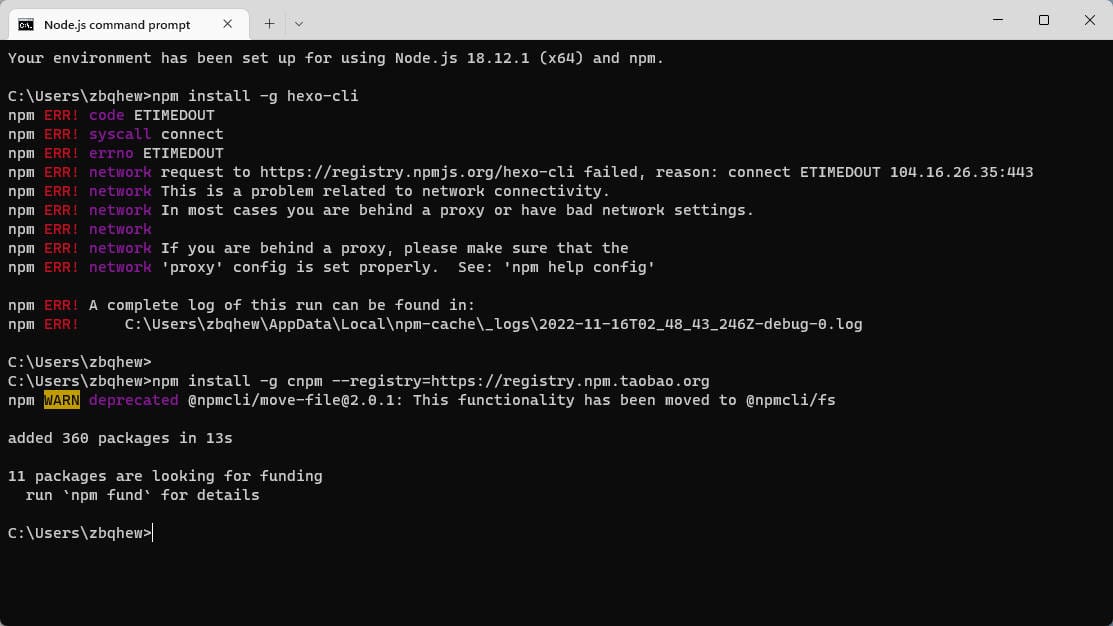 Node.js command prompt
Your environment has been set up for using Node.js 18.12.1 (x64) and npm.
C:\Users\zbqhew>npm install -g hexo-cli
npm ERR! code ETIMEDOUT
npm ERR! syscall connect
npm ERR! errno ETIMEDOUT
npm ERR! network request to https://registry.npmjs.org/hexo-cli failed, reason: connect ETIMEDOUT 104.16.26.35:443
npm ERR! network This is a problem related to network connectivity.
npm ERR! network In most cases you are behind a proxy or have bad network settings.
npm ERR! network
npm ERR! network If you are behind a proxy, please make sure that the
npm ERR! network 'proxy' config is set properly.  See: 'npm help config'
npm ERR! A complete log of this run can be found in:
npm ERR!     C:\Users\zbqhew\AppData\Local\npm-cache\_logs\2022-11-16T02_48_43_246Z-debug-0.log
C:\Users\zbqhew>
C:\Users\zbqhew>npm install -g cnpm --registry=https://registry.npm.taobao.org
npm WARN deprecated @npmcli/move-file@2.0.1: This functionality has been moved to @npmcli/fs
added 360 packages in 13s
11 packages are looking for funding
  run `npm fund` for details
C:\Users\zbqhew>